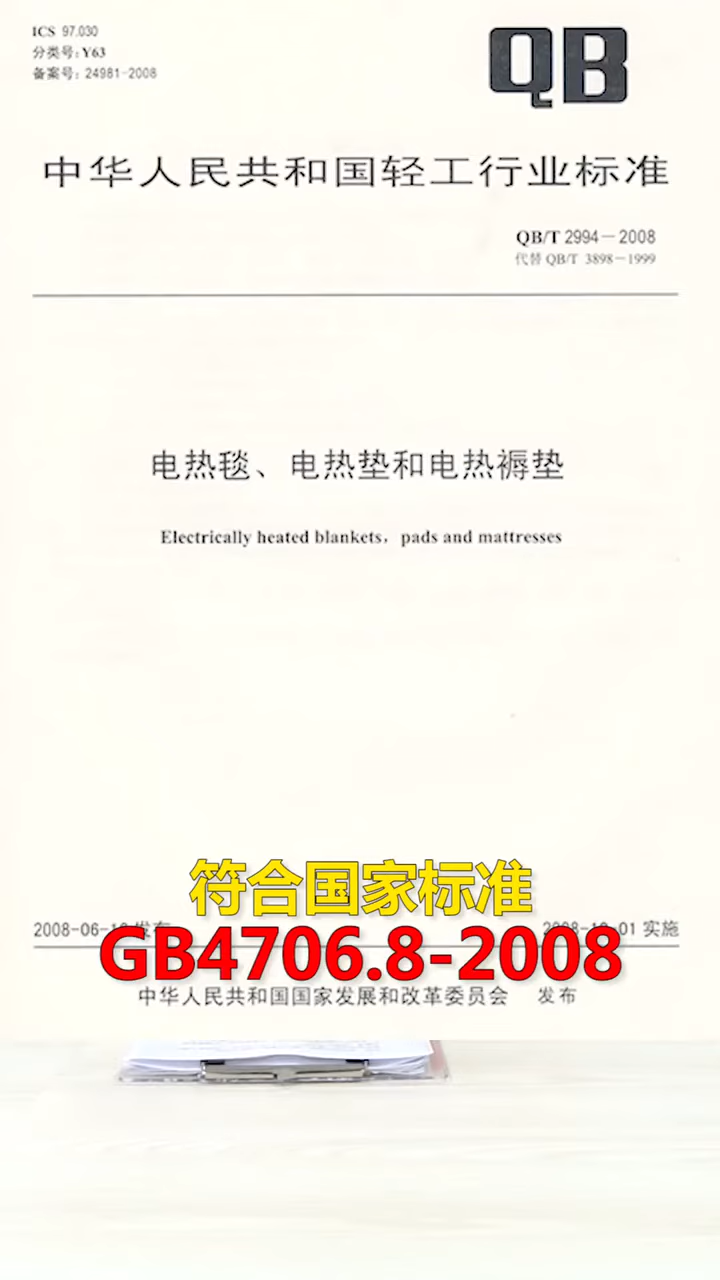 ICS 97.030
分类号:Y63
备案号:24981-2008
QB
中华人民共和国轻工行业标准
QB/T 2994—2008
代替 QB/T 3898—1999
电热毯、电热垫和电热褥垫
Electrically heated blankets, pads and mattresses
符合国家标准
发布
01 实施
GB4706.8-2008
中华人民共和国国家发展和改革委员会 发布